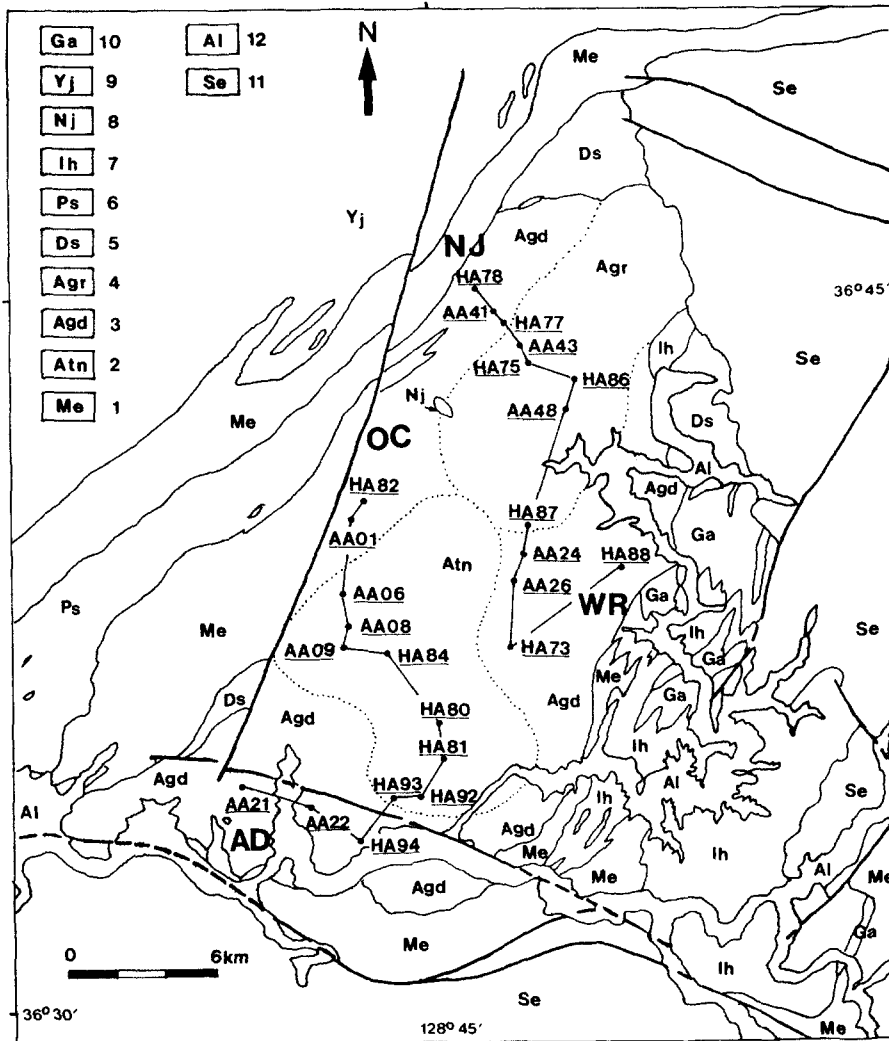 Ga 10
Al 12
Yj 9
Se 11
Nj 8
Ih 7
Ps 6
Ds 5
Agr 4
Agd 3
Atn 2
Me 1
N
Me
Se
Ds
Yj
Agd
NJ
Agr
HA78
36° 45'
AA41
HA77
AA43
Ih
Se
HA75
HA86
Nj
AA48
Me
Ds
OC
Al
HA82
Agd
HA87
Ga
AA01
AA24
HA88
Atn
AA26
AA06
WR
Ga
Ps
AA08
Ih
Me
AA09
HA84
HA73
Se
Ga
Me
Ds
Agd
HA80
Agd
Ga
Ih
HA81
Agd
HA93
Al
Ih
Se
AA21
HA92
Al
AA22
Agd
AD
HA94
Me
Ih
Al
Me
Agd
Me
Me
Ga
0
6km
Ih
Se
36° 30'
128° 45'
Me